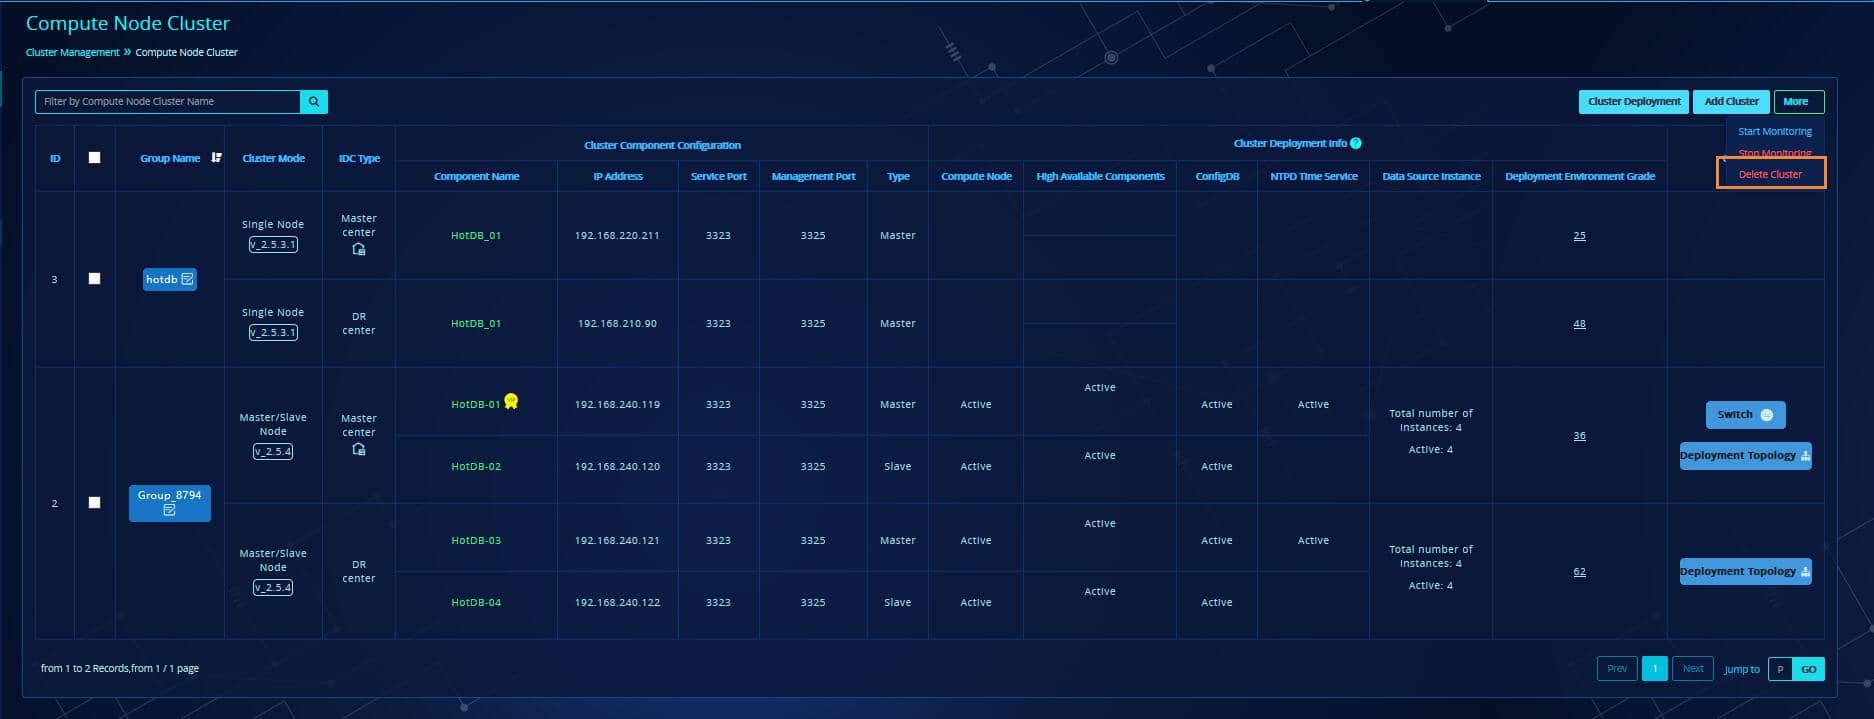 Compute Node Cluster
Cluster Management » Compute Node Cluster
Filter by Compute Node Cluster Name
Cluster Deployment Add Cluster More
Start Monitoring
Stop Monitoring
Delete Cluster
ID Group Name Cluster Mode IDC Type Cluster Component Configuration Cluster Deployment Info ?
Component Name IP Address Service Port Management Port Type Compute Node High Available Components ConfigDB NTPD Time Service Data Source Instance Deployment Environment Grade
3 hotdb
Single Node
v_2.5.3.1
Master
center
HotDB_01 192.168.220.211 3323 3325 Master 25
Single Node
v_2.5.3.1
DR
center
HotDB_01 192.168.210.90 3323 3325 Master 48
2 Group_8794
Master/Slave
Node
v_2.5.4
Master
center
HotDB-01 VIP 192.168.240.119 3323 3325 Master Active Active Active Active
HotDB-02 192.168.240.120 3323 3325 Slave Active Active Active
Total number of
instances: 4
Active: 4
36
Switch
Deployment Topology
Master/Slave
Node
v_2.5.4
DR
center
HotDB-03 192.168.240.121 3323 3325 Master Active Active Active Active
HotDB-04 192.168.240.122 3323 3325 Slave Active Active Active
Total number of
instances: 4
Active: 4
62
Deployment Topology
from 1 to 2 Records,from 1 / 1 page
Prev 1 Next Jump to P GO